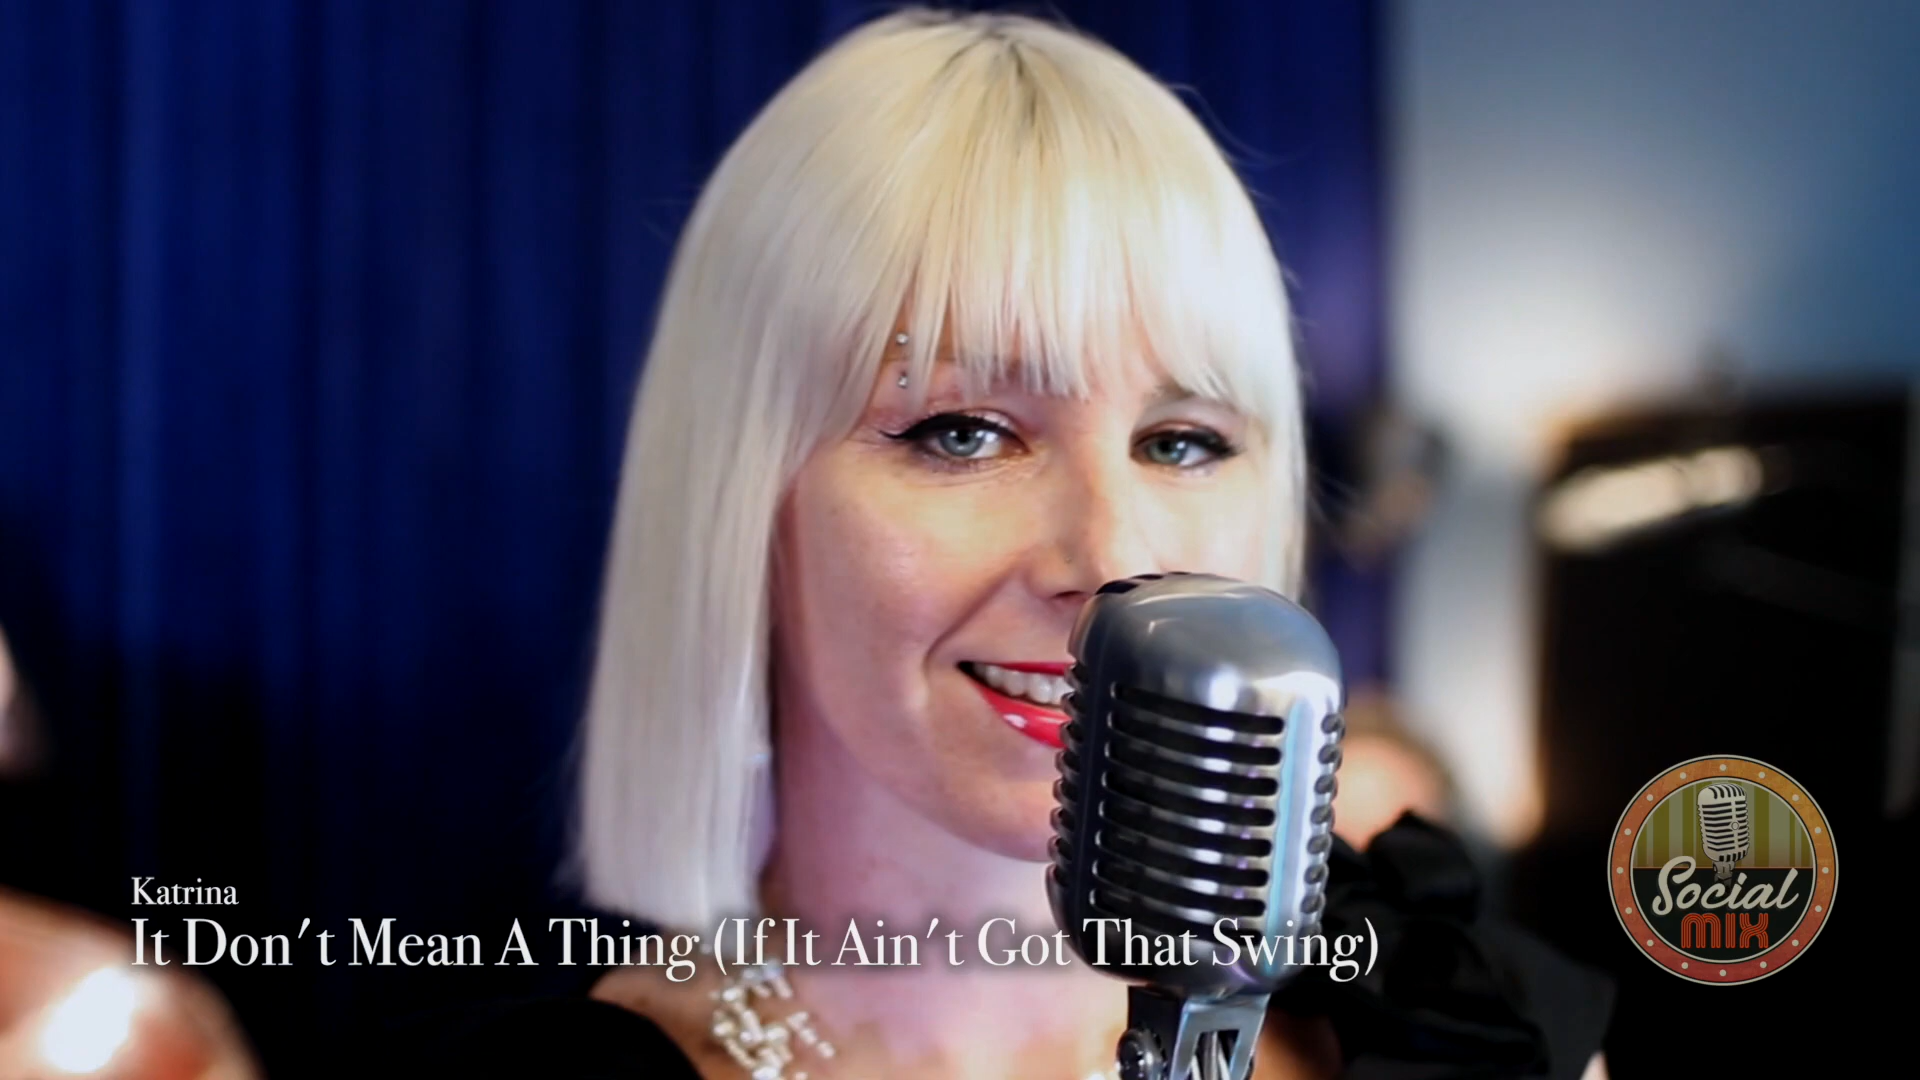 Katrina
It Don't Mean A Thing (If It Ain't Got That Swing)
Social
MIX